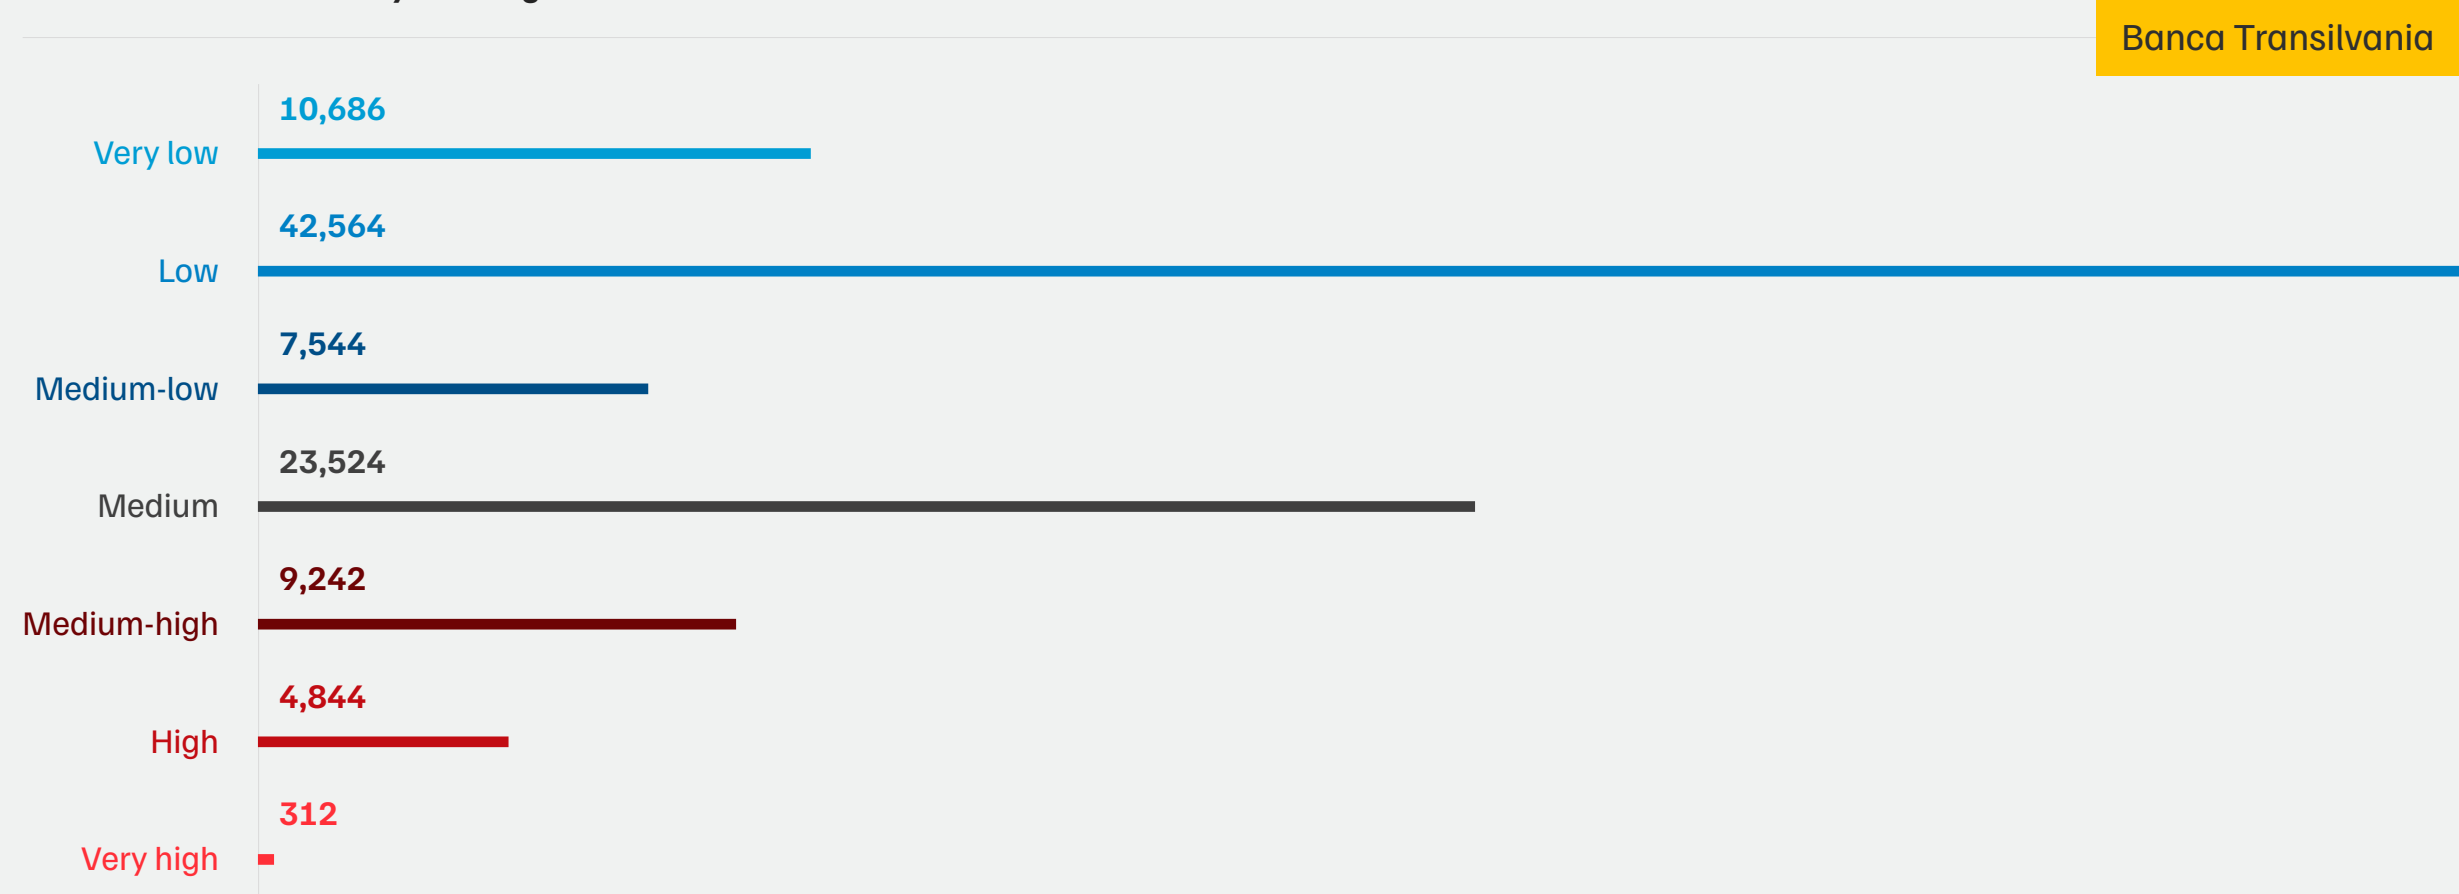 Banca Transilvania
10,686
Very low
42,564
Low
7,544
Medium-low
23,524
Medium
9,242
Medium-high
4,844
High
312
Very high